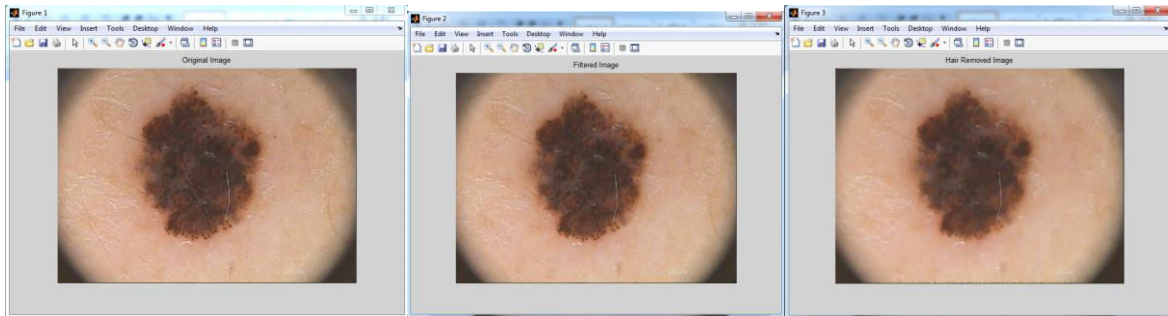 Figure 1
File Edit View Insert Tools Desktop Window Help
Original Image
Figure 2
File Edit View Insert Tools Desktop Window Help
Filtered Image
Figure 3
File Edit View Insert Tools Desktop Window Help
Hair Removed Image